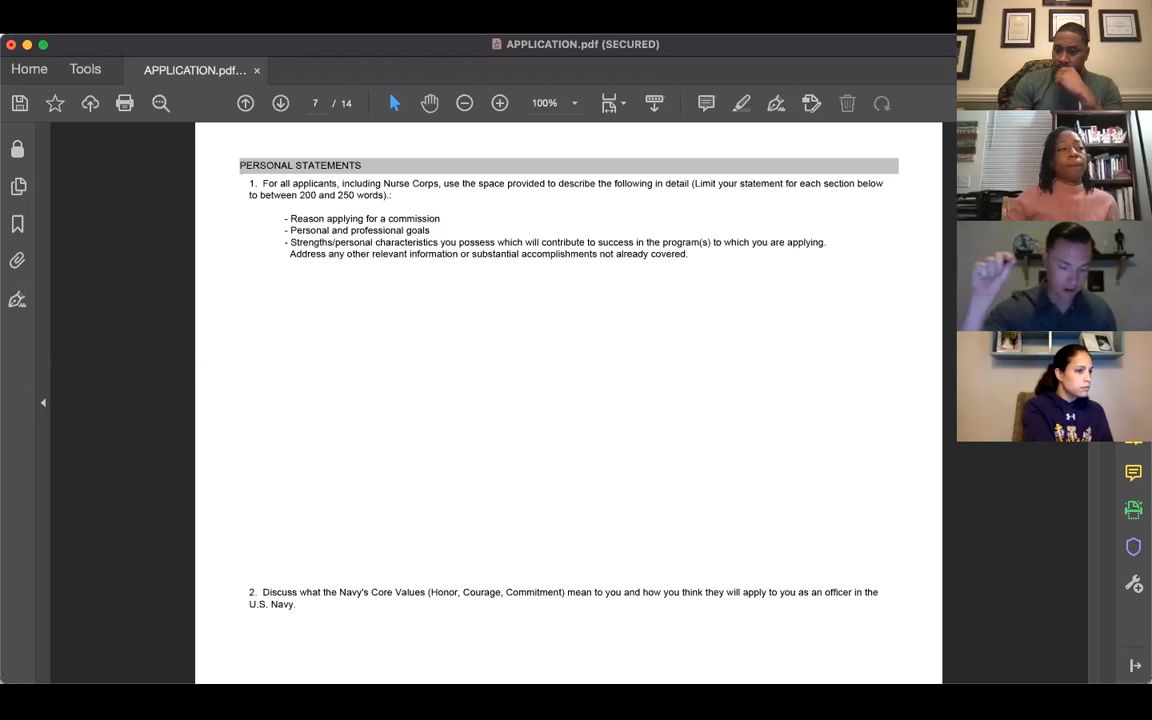 APPLICATION.pdf (SECURED)
Home
Tools
APPLICATION.pdf...
7 / 14
100%
PERSONAL STATEMENTS
1. For all applicants, including Nurse Corps, use the space provided to describe the following in detail (Limit your statement for each section below
to between 200 and 250 words).:
- Reason applying for a commission
- Personal and professional goals
- Strengths/personal characteristics you possess which will contribute to success in the program(s) to which you are applying.
Address any other relevant information or substantial accomplishments not already covered.
2. Discuss what the Navy's Core Values (Honor, Courage, Commitment) mean to you and how you think they will apply to you as an officer in the
U.S. Navy.